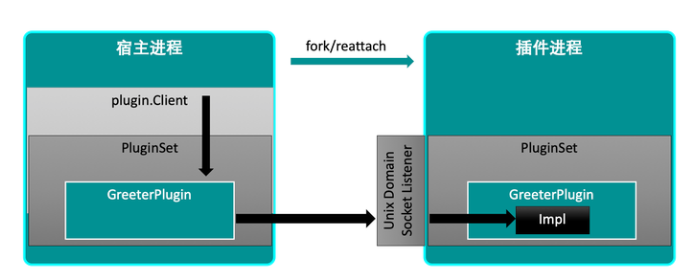 宿主进程
fork/reattach
插件进程
plugin.Client
PluginSet
GreeterPlugin
Unix Domain
Socket Listener
PluginSet
GreeterPlugin
Impl